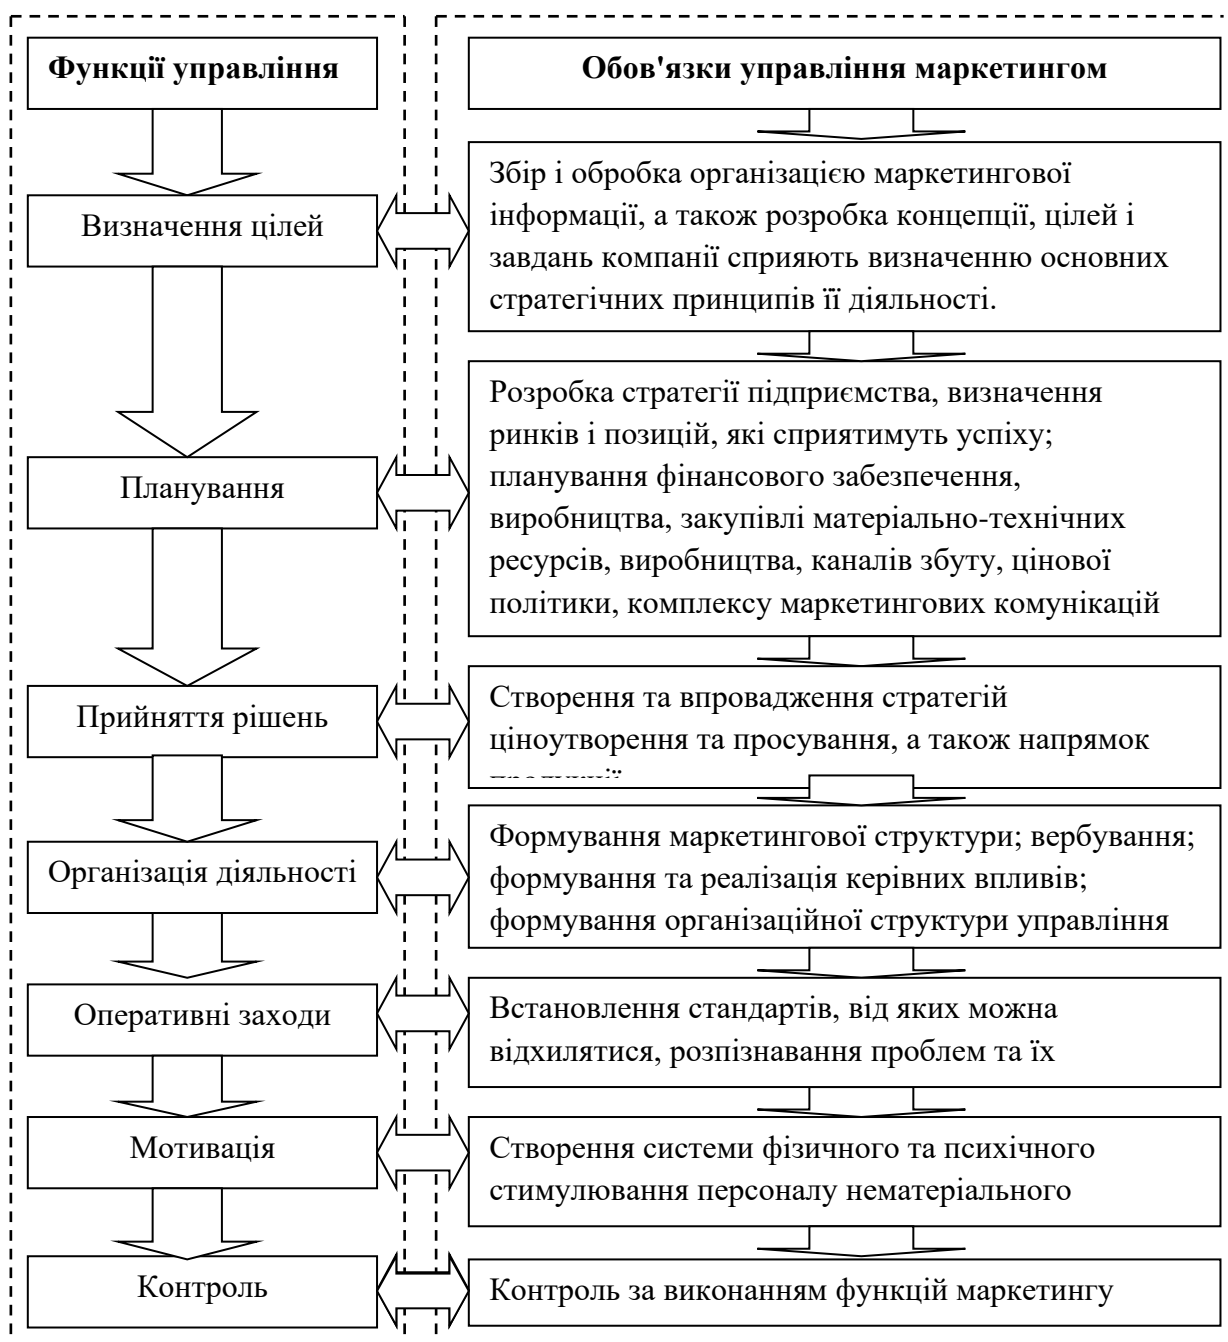 Функції управління
Обов'язки управління маркетингом
Визначення цілей
Збір і обробка організацією маркетингової
інформації, а також розробка концепції, цілей і
завдань компанії сприяють визначенню основних
стратегічних принципів її діяльності.
Планування
Розробка стратегії підприємства, визначення
ринків і позицій, які сприятимуть успіху;
планування фінансового забезпечення,
виробництва, закупівлі матеріально-технічних
ресурсів, виробництва, каналів збуту, цінової
політики, комплексу маркетингових комунікацій
Прийняття рішень
Створення та впровадження стратегій
ціноутворення та просування, а також напрямок
Організація діяльності
Формування маркетингової структури; вербування;
формування та реалізація керівних впливів;
формування організаційної структури управління
Оперативні заходи
Встановлення стандартів, від яких можна
відхилятися, розпізнавання проблем та їх
Мотивація
Створення системи фізичного та психічного
стимулювання персоналу нематеріального
Контроль
Контроль за виконанням функцій маркетингу